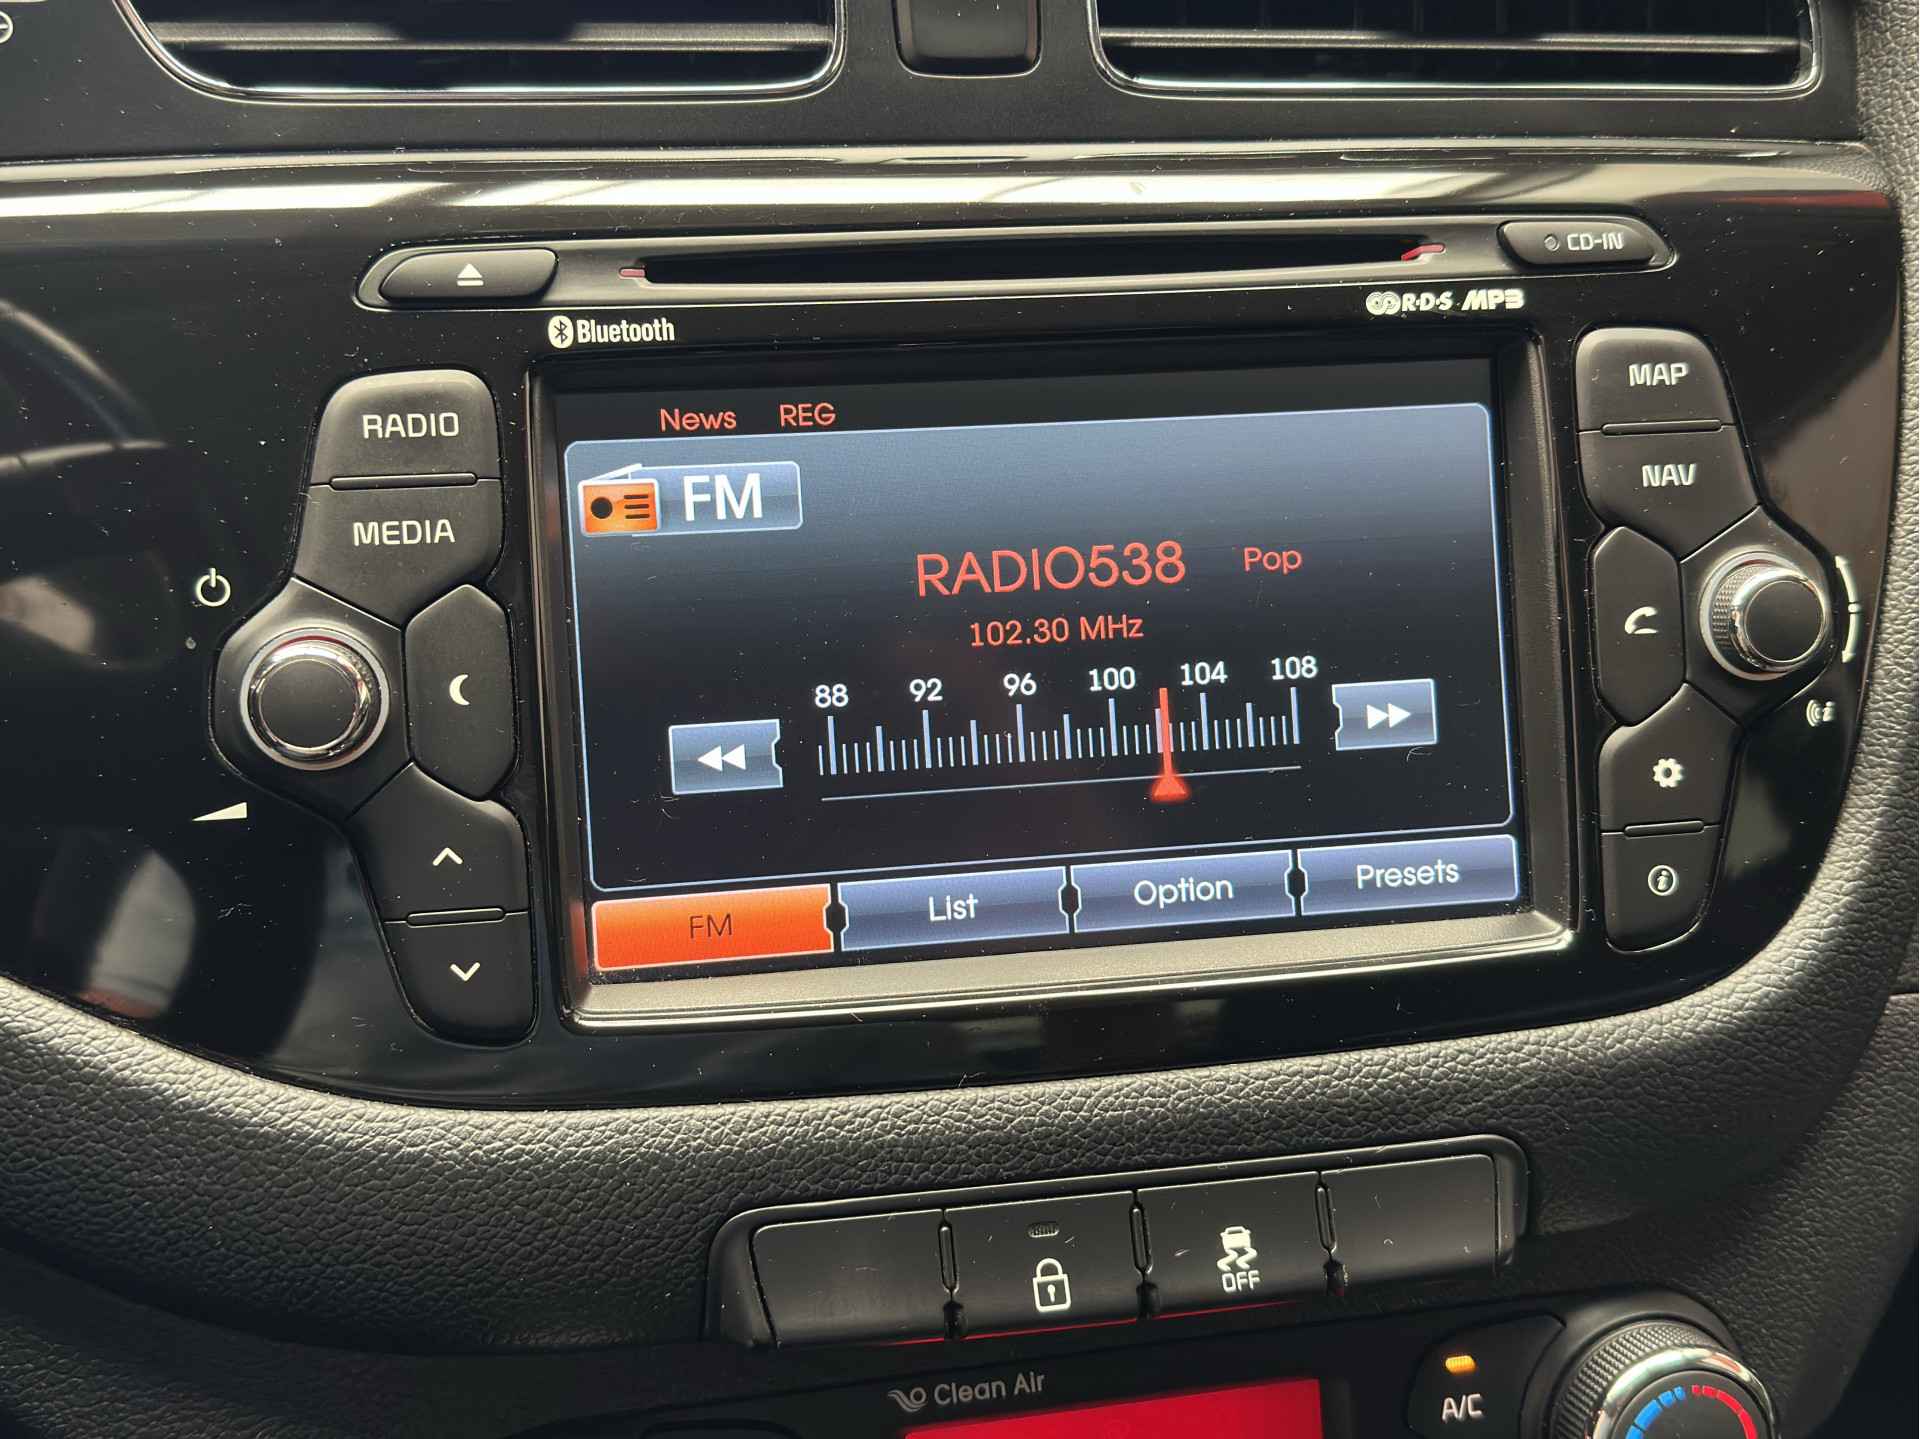 CD-IN
R·D·S MP3
Bluetooth
RADIO
MEDIA
MAP
NAV
News REG
FM
RADIO538 Pop
102.30 MHz
88 92 96 100 104 108
FM List Option Presets
OFF
Clean Air
A/C